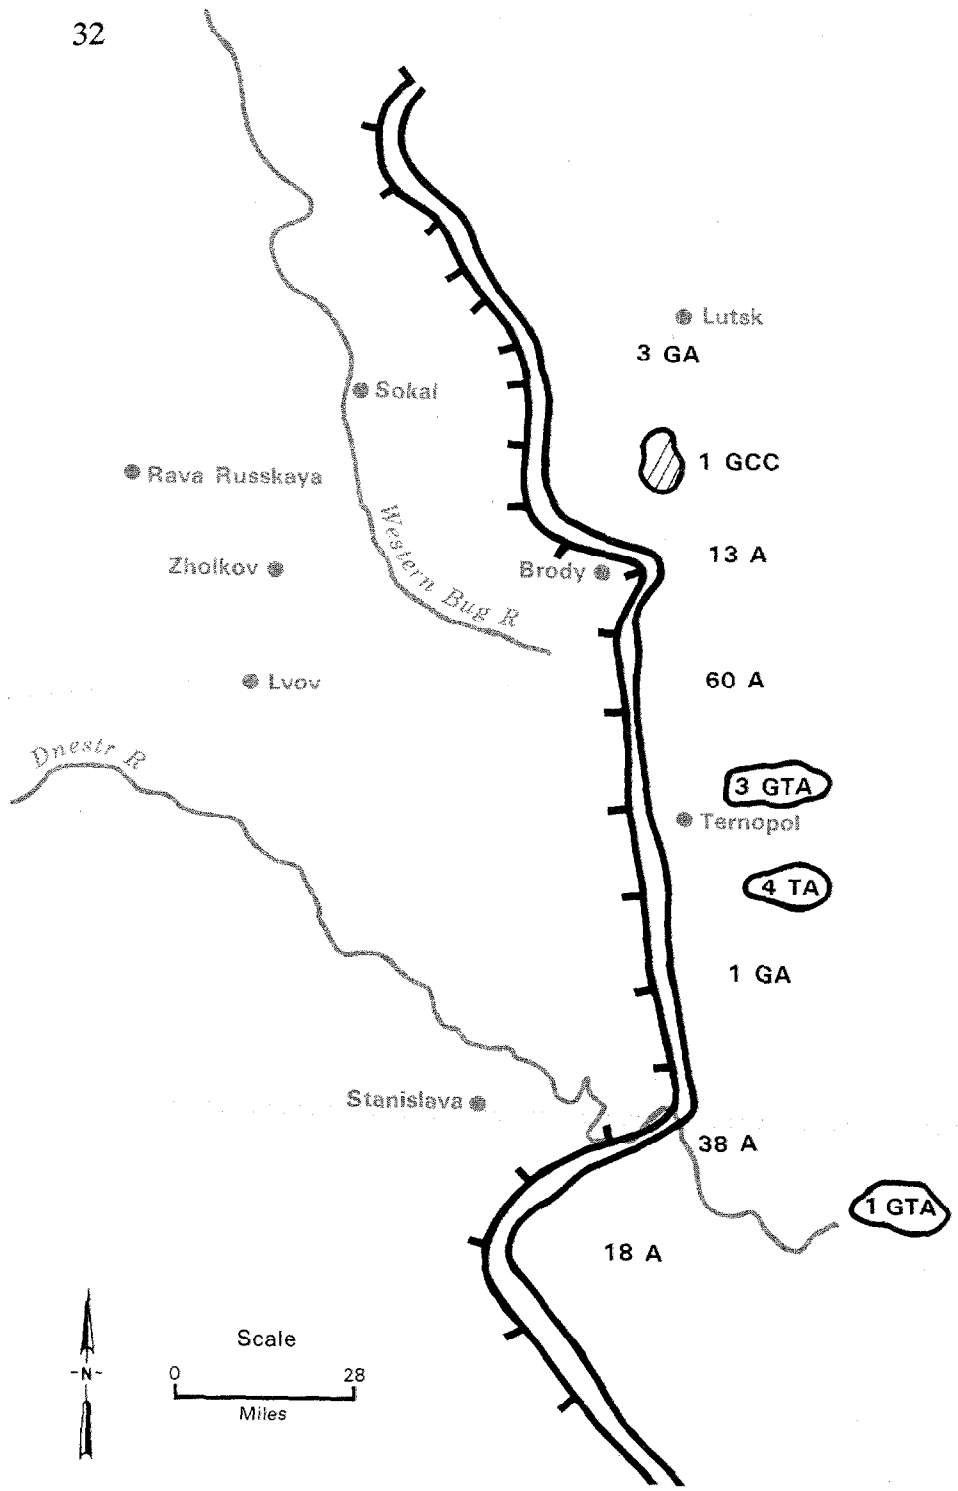 32
Lutsk
3 GA
Sokal
1 GCC
Rava Russkaya
Western Bug R
13 A
Zholkov
Brody
60 A
Lvov
Dnestr R
3 GTA
Ternopol
4 TA
1 GA
Stanislava
38 A
1 GTA
18 A
Scale
-N-
0 28
Miles